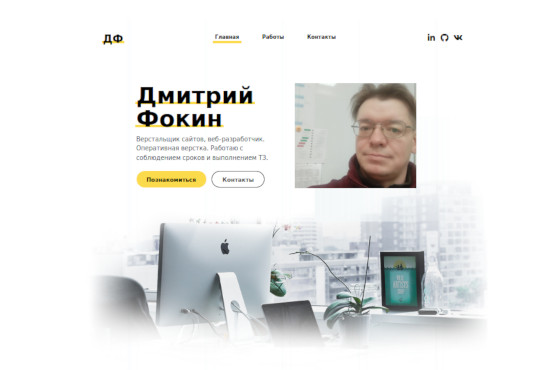 ДФ
Главная
Работы
Контакты
in
Дмитрий
Фокин
Верстальщик сайтов, веб-разработчик.
Оперативная верстка. Работаю с
соблюдением сроков и выполнением ТЗ.
Познакомиться
Контакты